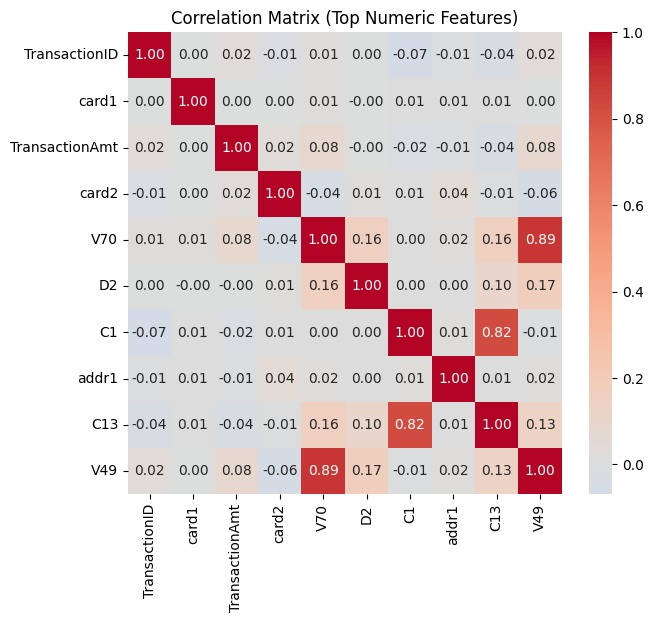 Correlation Matrix (Top Numeric Features)
TransactionID 1.00 0.00 0.02 -0.01 0.01 0.00 -0.07 -0.01 -0.04 0.02
card1 0.00 1.00 0.00 0.00 0.01 -0.00 0.01 0.01 0.01 0.00
TransactionAmt 0.02 0.00 1.00 0.02 0.08 -0.00 -0.02 -0.01 -0.04 0.08
card2 -0.01 0.00 0.02 1.00 -0.04 0.01 0.01 0.04 -0.01 -0.06
V70 0.01 0.01 0.08 -0.04 1.00 0.16 0.00 0.02 0.16 0.89
D2 0.00 -0.00 -0.00 0.01 0.16 1.00 0.00 0.00 0.10 0.17
C1 -0.07 0.01 -0.02 0.01 0.00 0.00 1.00 0.01 0.82 -0.01
addr1 -0.01 0.01 -0.01 0.04 0.02 0.00 0.01 1.00 0.01 0.02
C13 -0.04 0.01 -0.04 -0.01 0.16 0.10 0.82 0.01 1.00 0.13
V49 0.02 0.00 0.08 -0.06 0.89 0.17 -0.01 0.02 0.13 1.00
TransactionID card1 TransactionAmt card2 V70 D2 C1 addr1 C13 V49
1.0
0.8
0.6
0.4
0.2
0.0